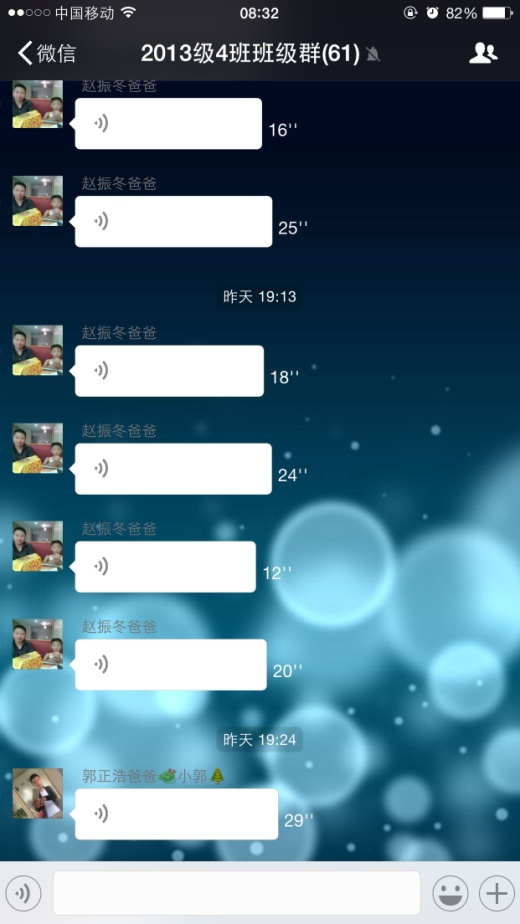 中国移动 08:32 82%
微信 2013级4班班级群(61)
赵振冬爸爸
16''
赵振冬爸爸
25''
昨天 19:13
赵振冬爸爸
18''
赵振冬爸爸
24''
赵振冬爸爸
12''
赵振冬爸爸
20''
昨天 19:24
郭正浩爸爸🐲小郭🌲
29''